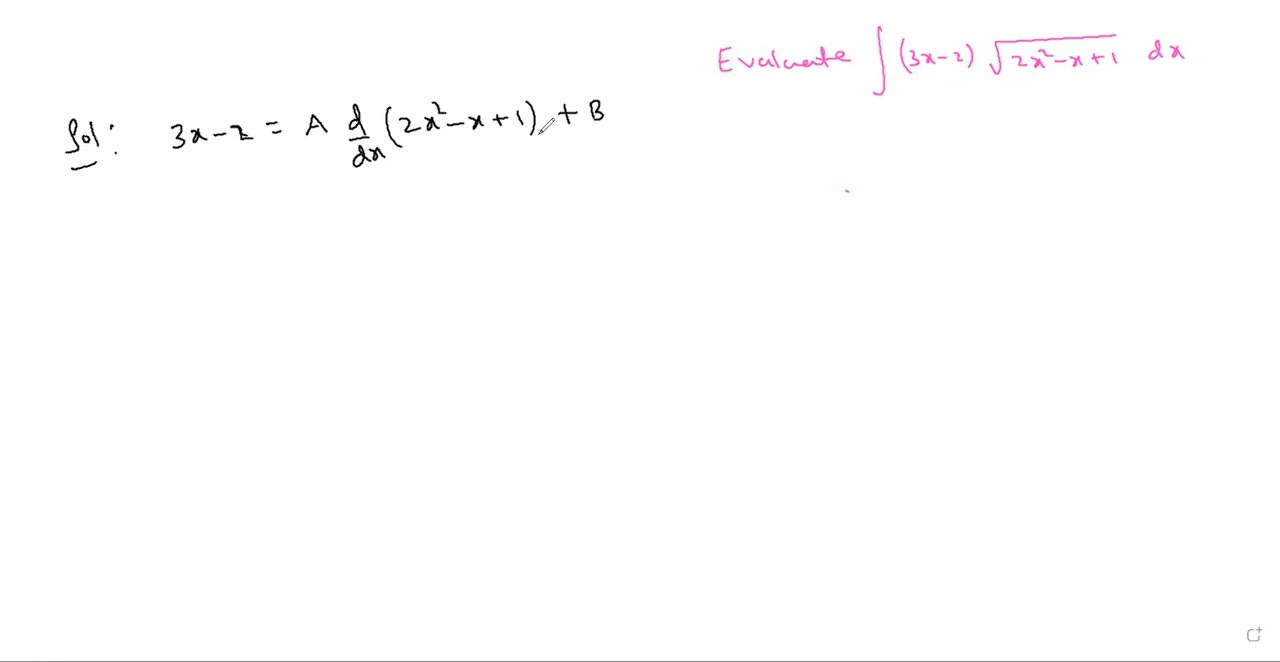 Evaluate ∫ (3x-2) √(2x²-x+1) dx
Sol: 3x-2 = A d/dx (2x²-x+1) + B